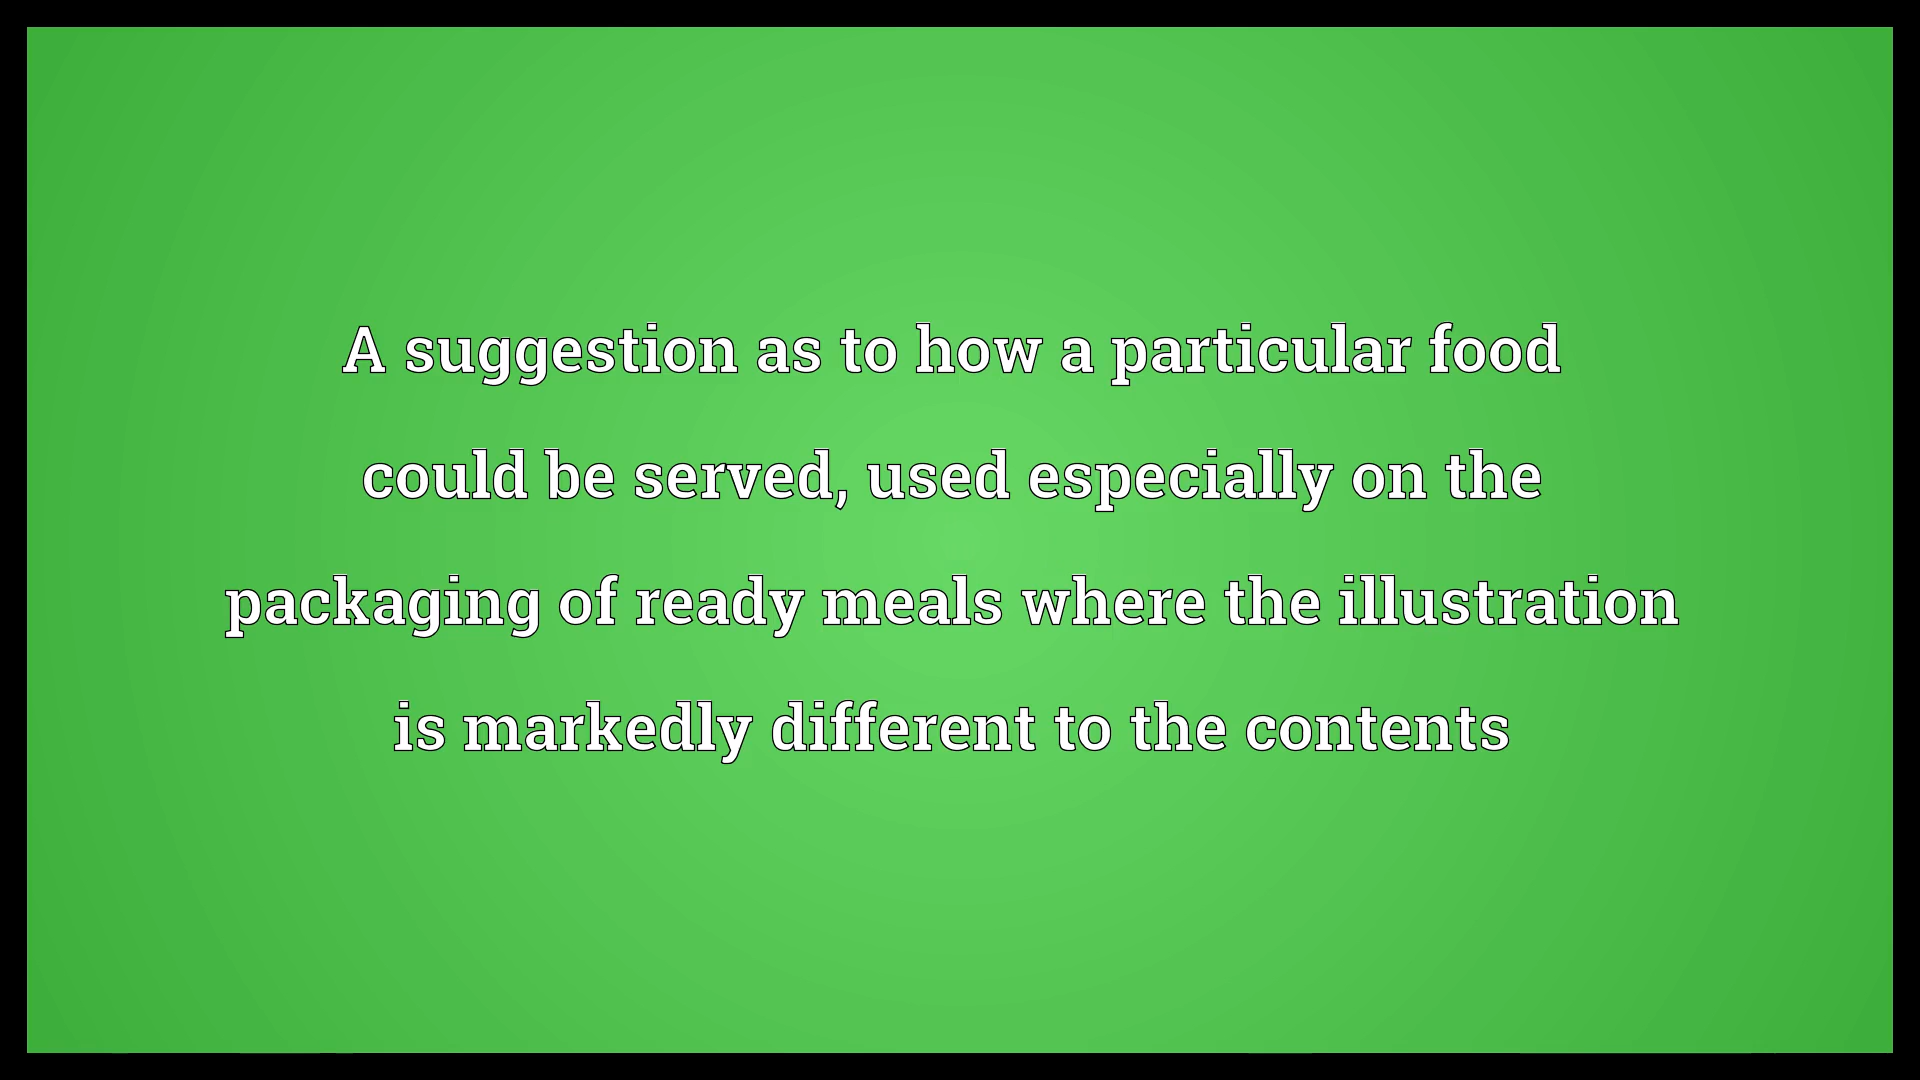 A suggestion as to how a particular food
could be served, used especially on the
packaging of ready meals where the illustration
is markedly different to the contents